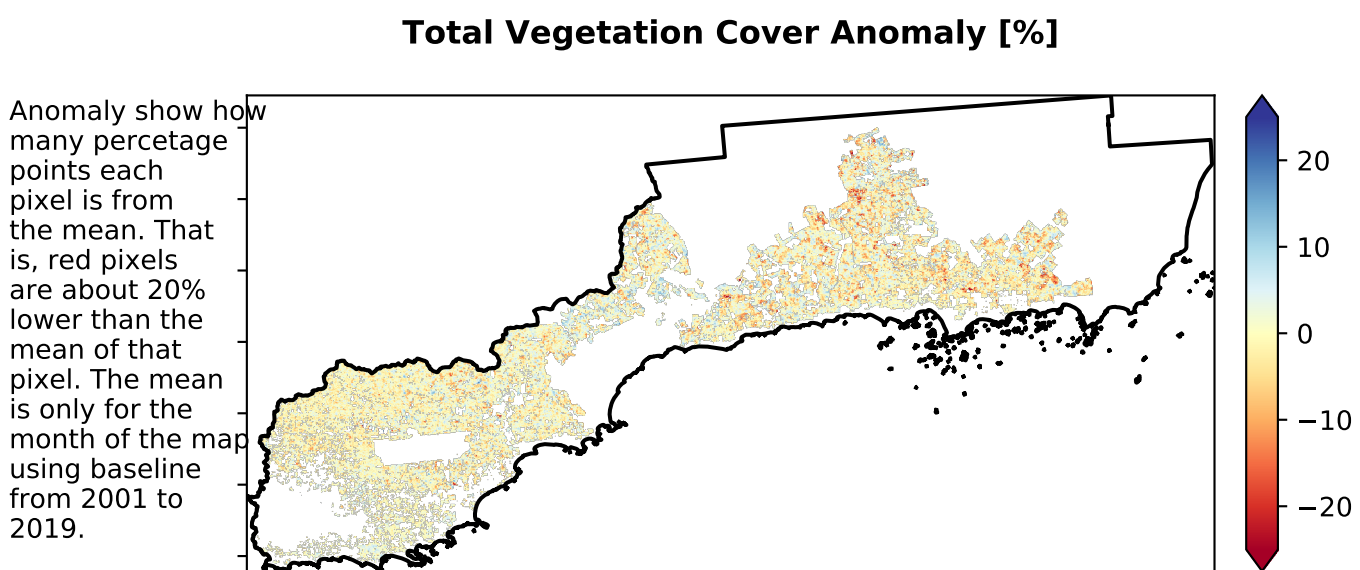 Total Vegetation Cover Anomaly [%]
Anomaly show how
many percetage
points each
pixel is from
the mean. That
is, red pixels
are about 20%
lower than the
mean of that
pixel. The mean
is only for the
month of the map
using baseline
from 2001 to
2019.
20
10
0
−10
−20